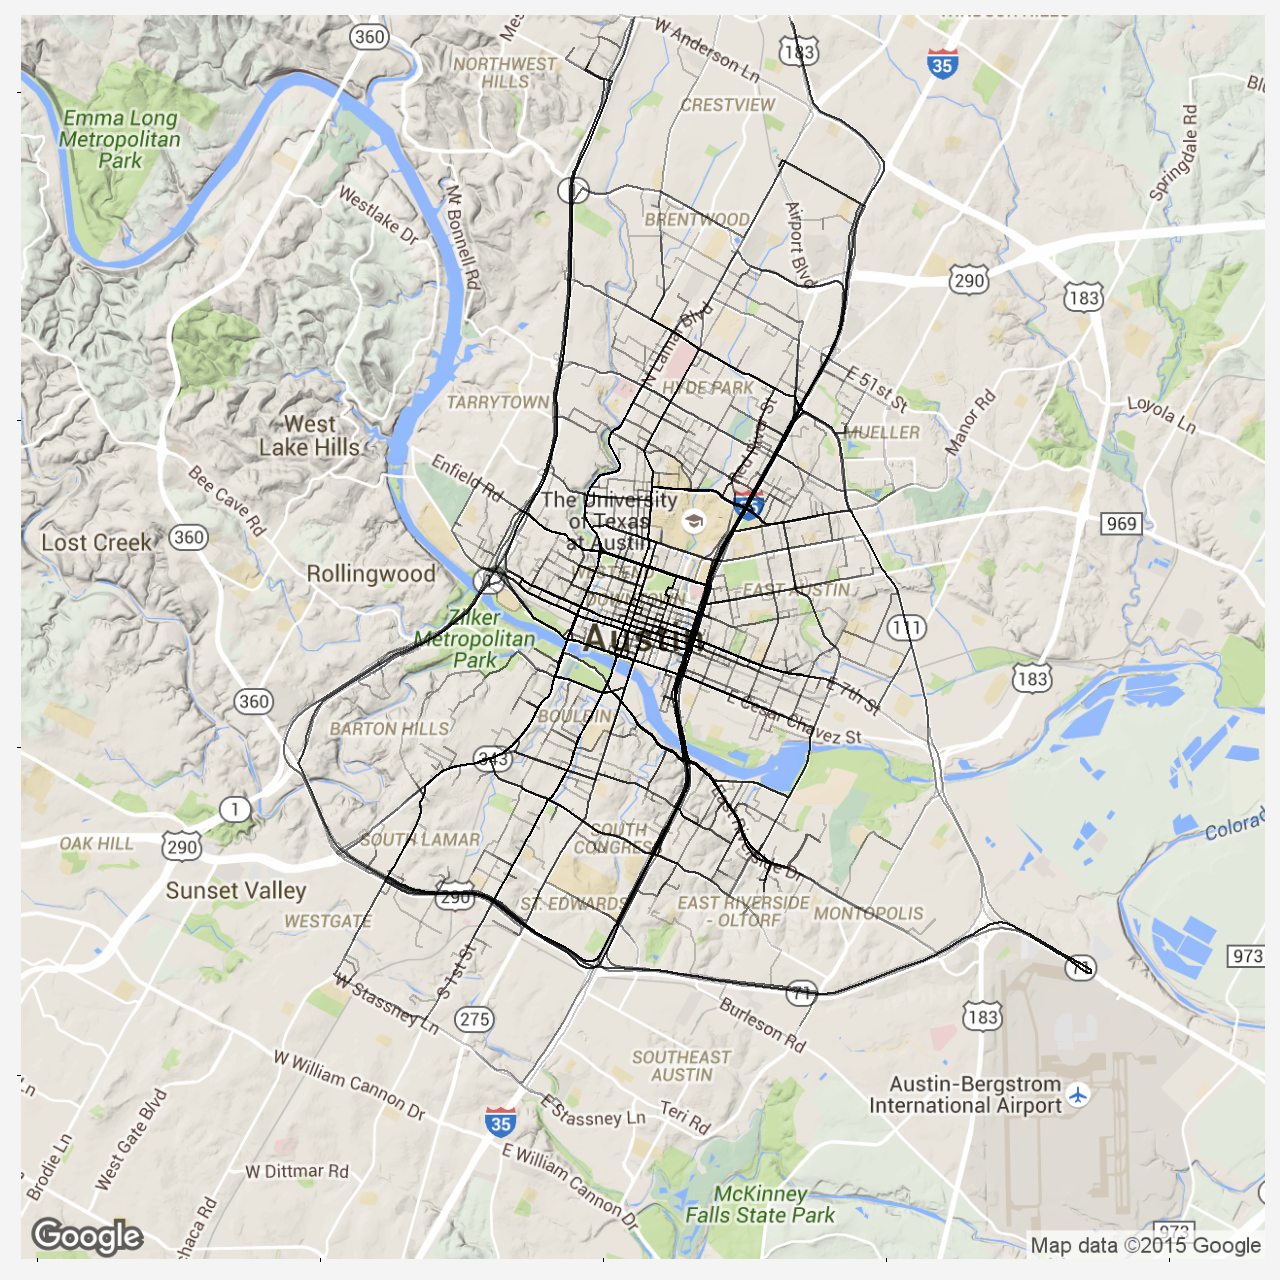 360
W Anderson Ln
183
35
NORTHWEST
HILLS
CRESTVIEW
Springdale Rd
Emma Long
Metropolitan
Park
Westlake Dr
Mt Bonnell Rd
BRENTWOOD
Airport Blvd
290
183
N Lamar Blvd
HYDE PARK
E 51st St
TARRYTOWN
Manor Rd
Loyola Ln
MUELLER
West
Lake Hills
Red River St
Enfield Rd
Bee Cave Rd
The University
of Texas
at Austin
969
360
Lost Creek
Rollingwood
DOWNTOWN
EAST AUSTIN
Zilker
Metropolitan
Park
Austin
111
183
E 7th St
360
E Cesar Chavez St
BARTON HILLS
BOULDIN
343
1
OAK HILL
290
SOUTH LAMAR
SOUTH
CONGRESS
Sunset Valley
290
ST. EDWARDS
EAST RIVERSIDE
- OLTORF
MONTOPOLIS
WESTGATE
973
71
S 1st St
W Stassney Ln
71
275
Burleson Rd
183
SOUTHEAST
AUSTIN
W William Cannon Dr
Austin-Bergstrom
International Airport
E Stassney Ln
Teri Rd
35
West Gate Blvd
Brodie Ln
W Dittmar Rd
E William Cannon Dr
McKinney
Falls State Park
973
Google
Map data ©2015 Google